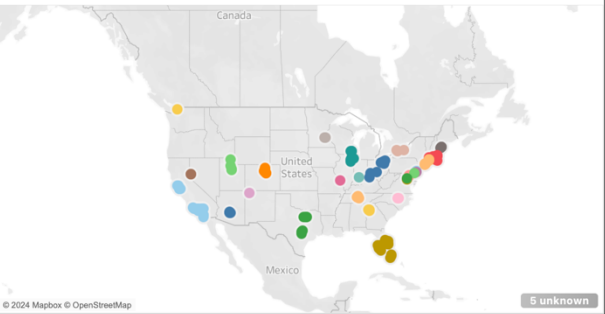 Canada
United
States
Mexico
© 2024 Mapbox © OpenStreetMap
5 unknown